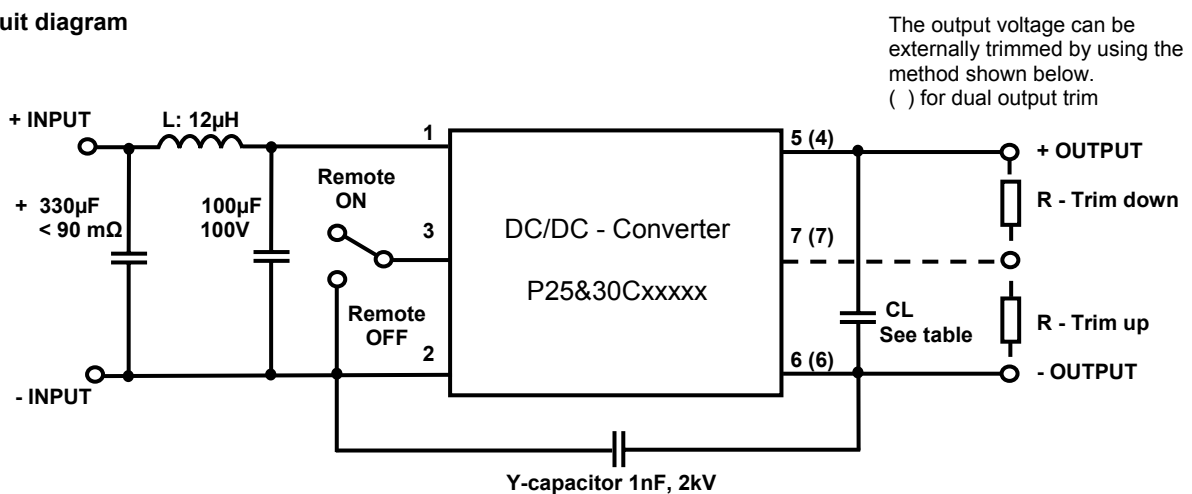 uit diagram
The output voltage can be
externally trimmed by using the
method shown below.
( ) for dual output trim
+ INPUT
L: 12µH
1
5 (4)
+ OUTPUT
Remote
ON
+ 330µF
< 90 mΩ
100µF
100V
3
DC/DC - Converter
7 (7)
R - Trim down
P25&30Cxxxxx
Remote
OFF
CL
See table
R - Trim up
2
6 (6)
- INPUT
- OUTPUT
Y-capacitor 1nF, 2kV